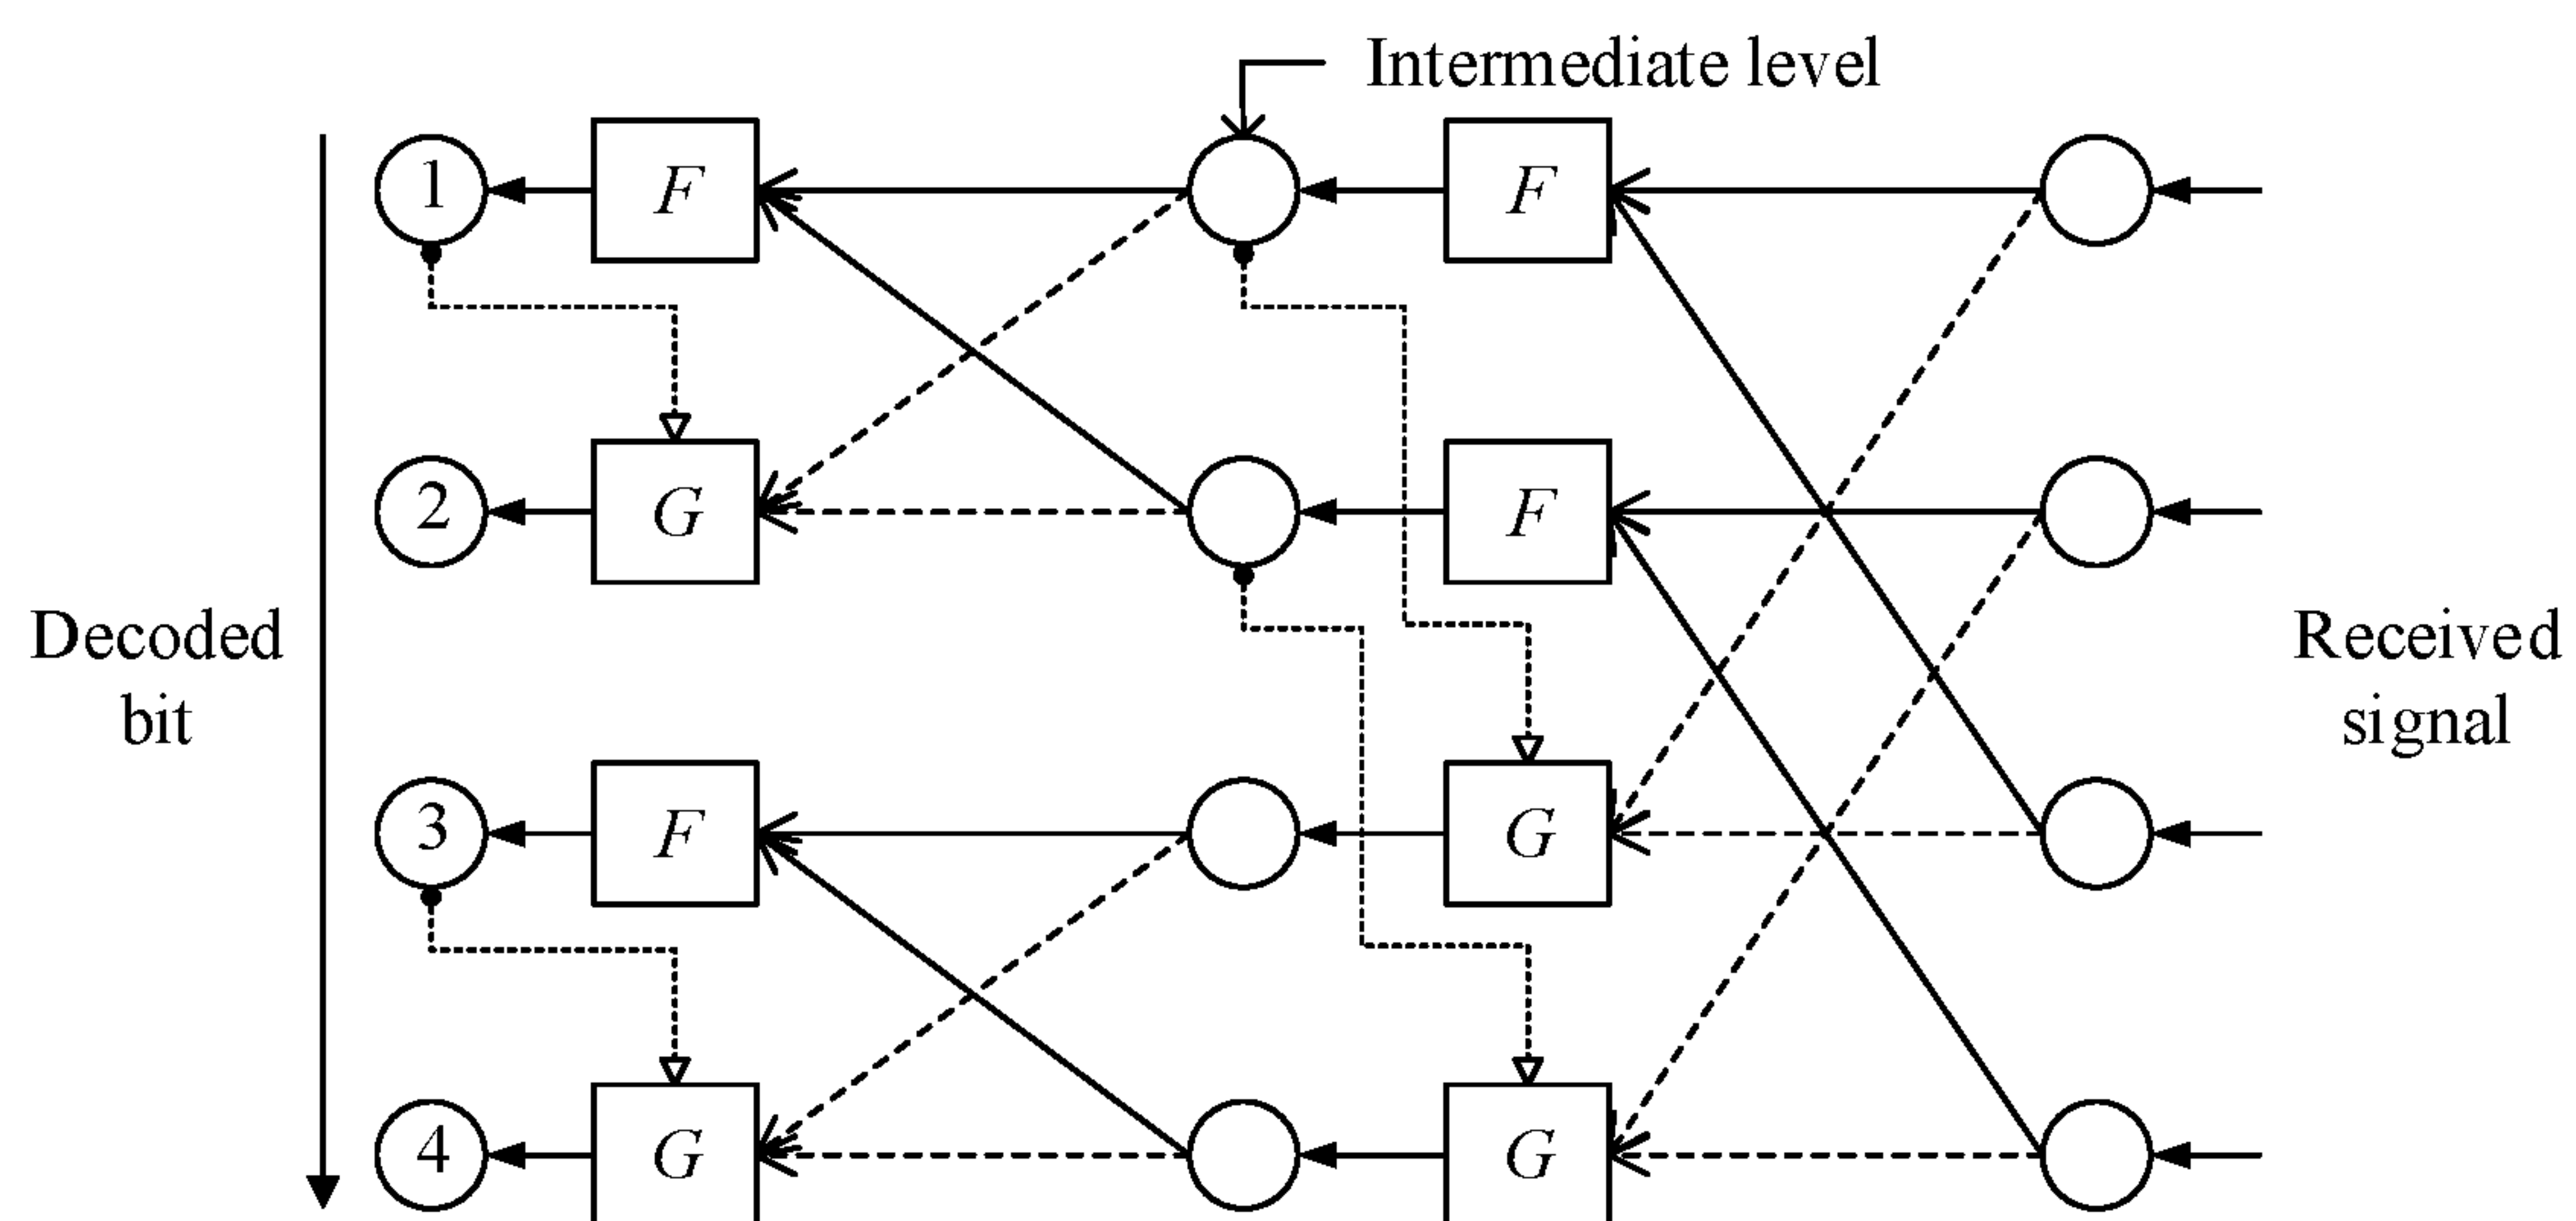 Intermediate level
1
F
F
2
G
F
Decoded
bit
Received
signal
3
F
G
4
G
G